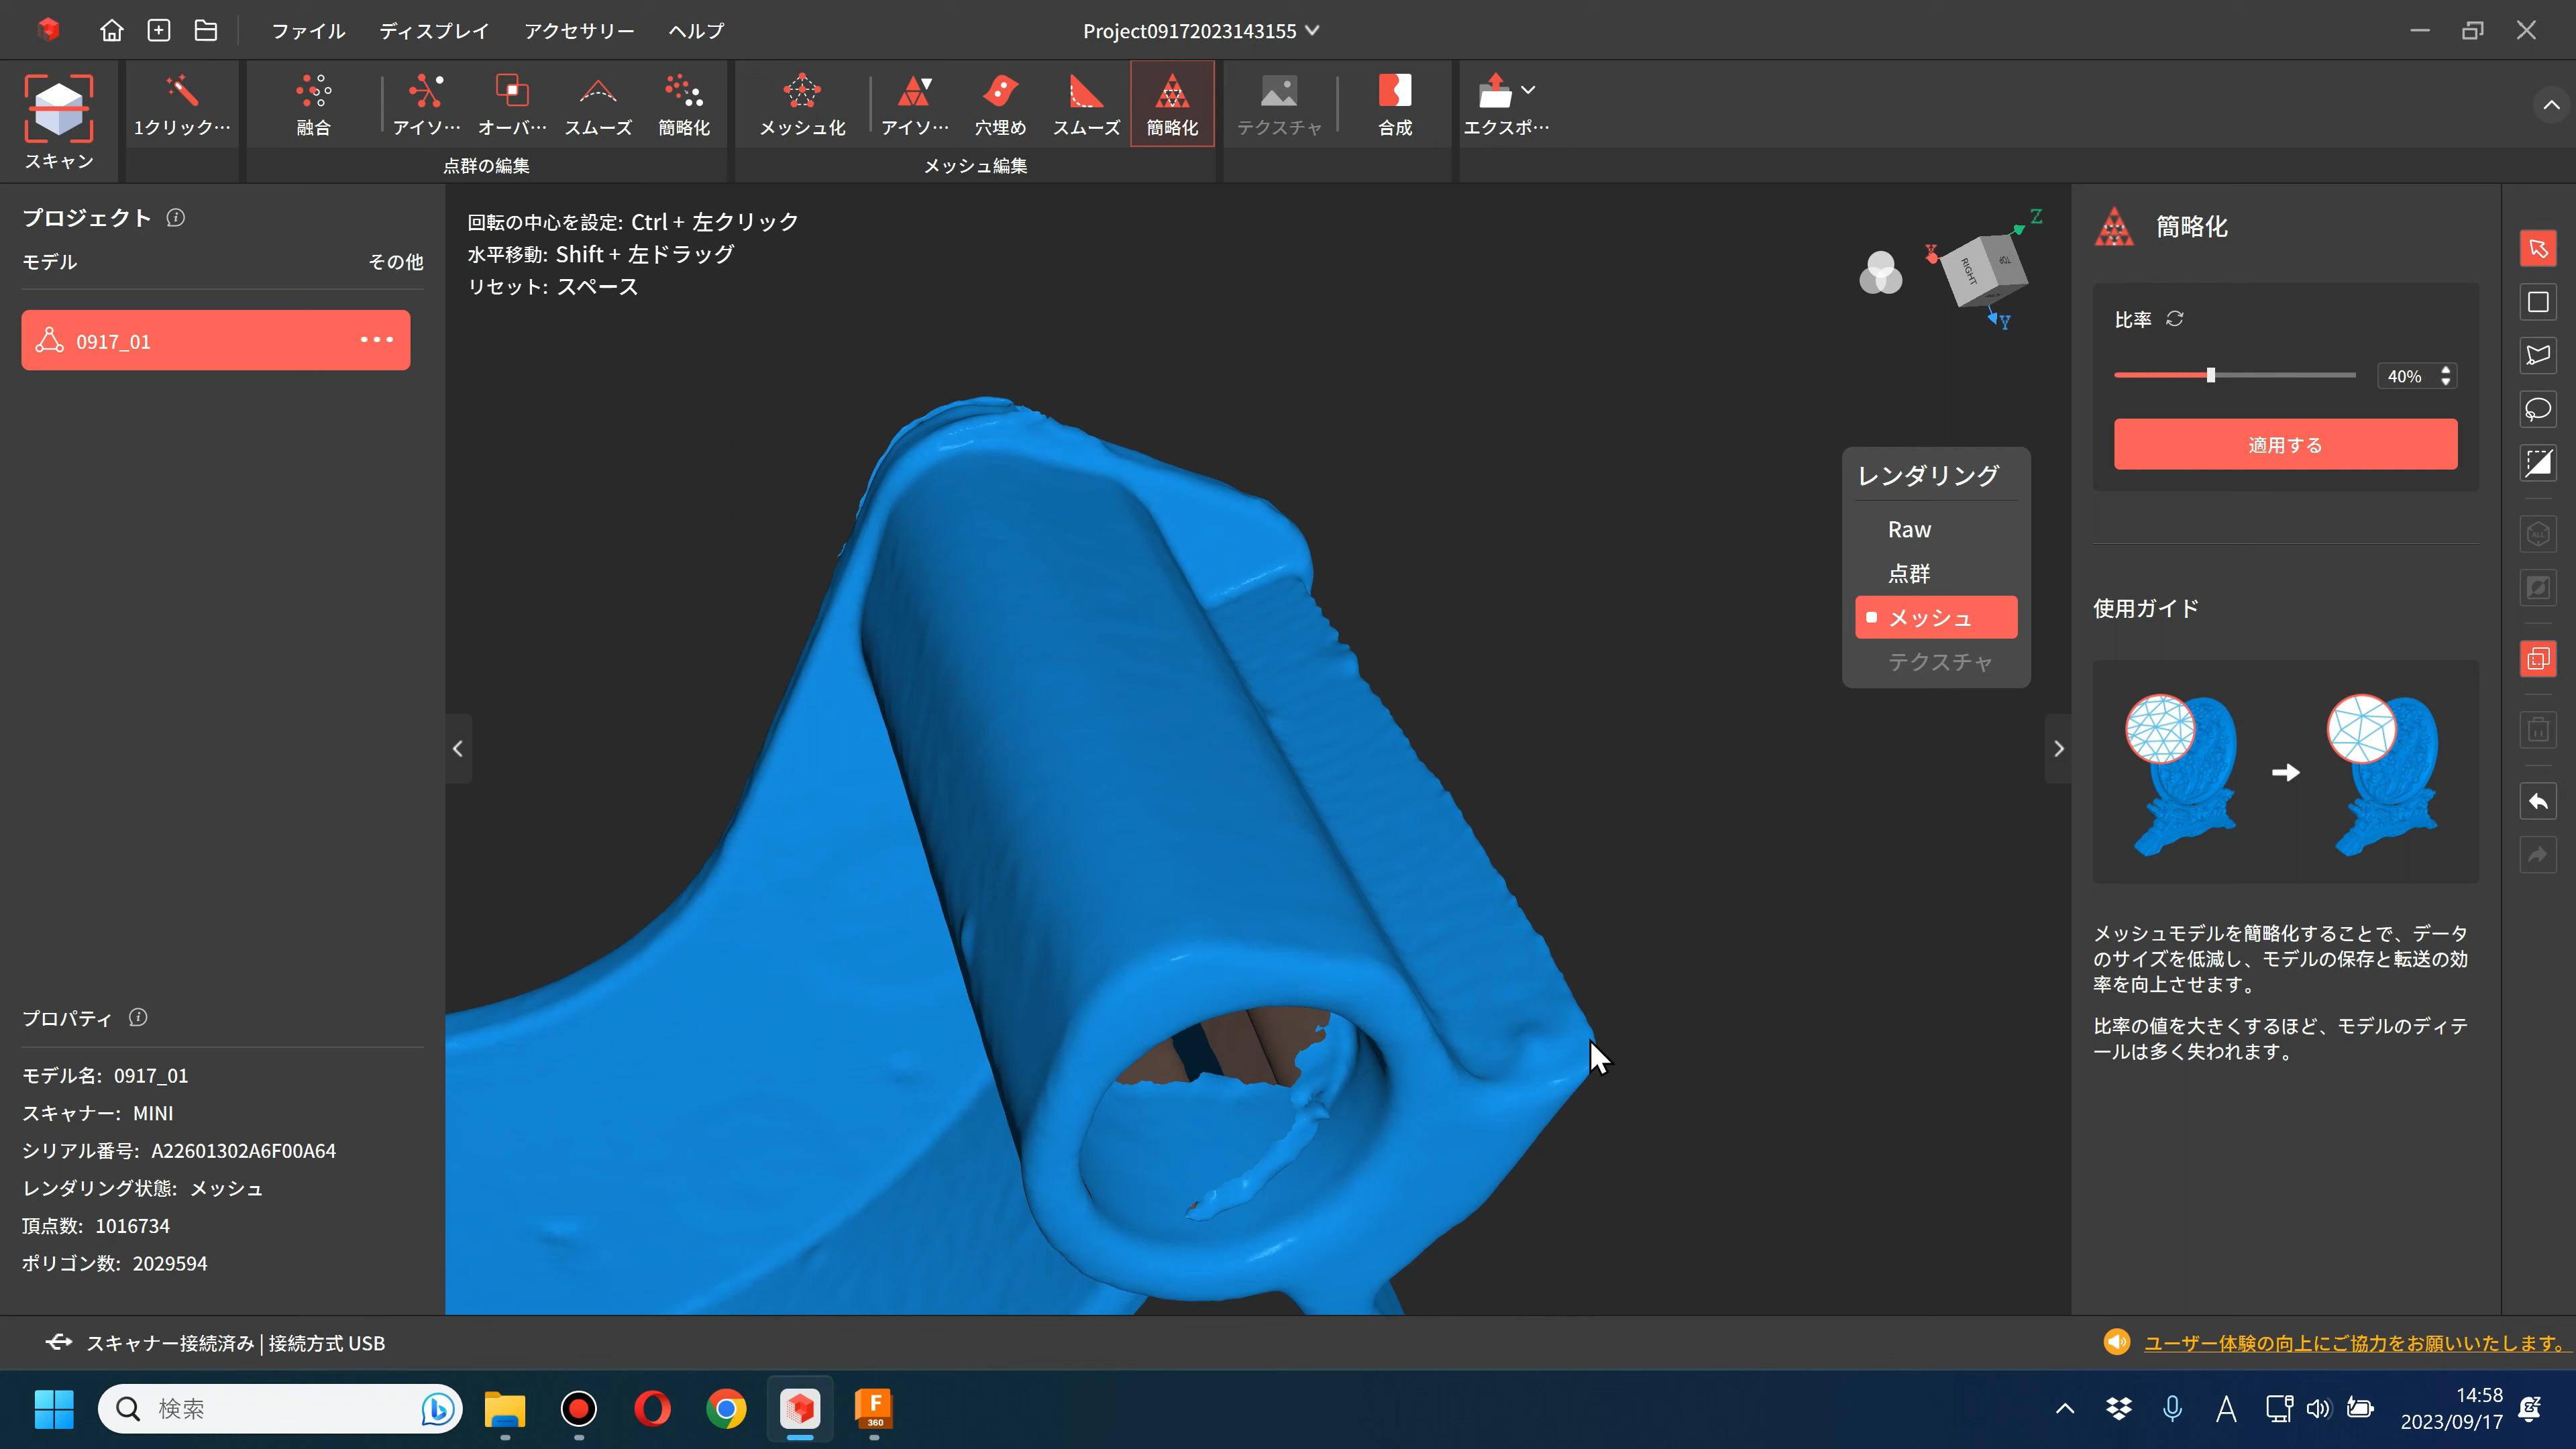 ファイル ディスプレイ アクセサリー ヘルプ Project09172023143155
スキャン 1クリック… 融合 アイソ… オーバ… スムーズ 簡略化 メッシュ化 アイソ… 穴埋め スムーズ 簡略化 テクスチャ 合成 エクスポ…
点群の編集 メッシュ編集
プロジェクト
モデル その他
0917_01
プロパティ
モデル名: 0917_01
スキャナー: MINI
シリアル番号: A22601302A6F00A64
レンダリング状態: メッシュ
頂点数: 1016734
ポリゴン数: 2029594
回転の中心を設定: Ctrl + 左クリック
水平移動: Shift + 左ドラッグ
リセット: スペース
Z
X
RIGHT
Y
レンダリング
Raw
点群
メッシュ
テクスチャ
簡略化
比率
40%
適用する
使用ガイド
メッシュモデルを簡略化することで、データ
のサイズを低減し、モデルの保存と転送の効
率を向上させます。
比率の値を大きくするほど、モデルのディテ
ールは多く失われます。
ALL
スキャナー接続済み | 接続方式 USB
ユーザー体験の向上にご協力をお願いいたします。
検索
F
360
A
14:58
2023/09/17